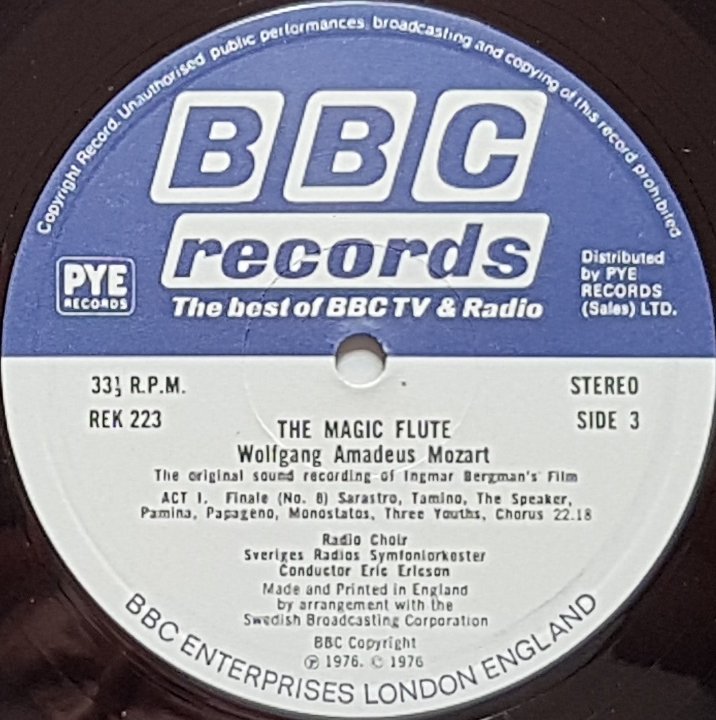 Copyright Record. Unauthorised public performances, broadcasting and copying of this record prohibited
BBC
records
The best of BBC TV & Radio
PYE
RECORDS
Distributed
by PYE
RECORDS
(Sales) LTD.
33⅓ R.P.M.
REK 223
STEREO
SIDE 3
THE MAGIC FLUTE
Wolfgang Amadeus Mozart
The original sound recording of Ingmar Bergman's Film
ACT I. Finale (No. 8) Sarastro, Tamino, The Speaker,
Pamina, Papageno, Monostatos, Three Youths, Chorus 22.18
Radio Choir
Sveriges Radios Symfoniorkester
Conductor Eric Ericson
Made and Printed in England
by arrangement with the
Swedish Broadcasting Corporation
BBC Copyright
℗ 1976. © 1976
BBC ENTERPRISES LONDON ENGLAND